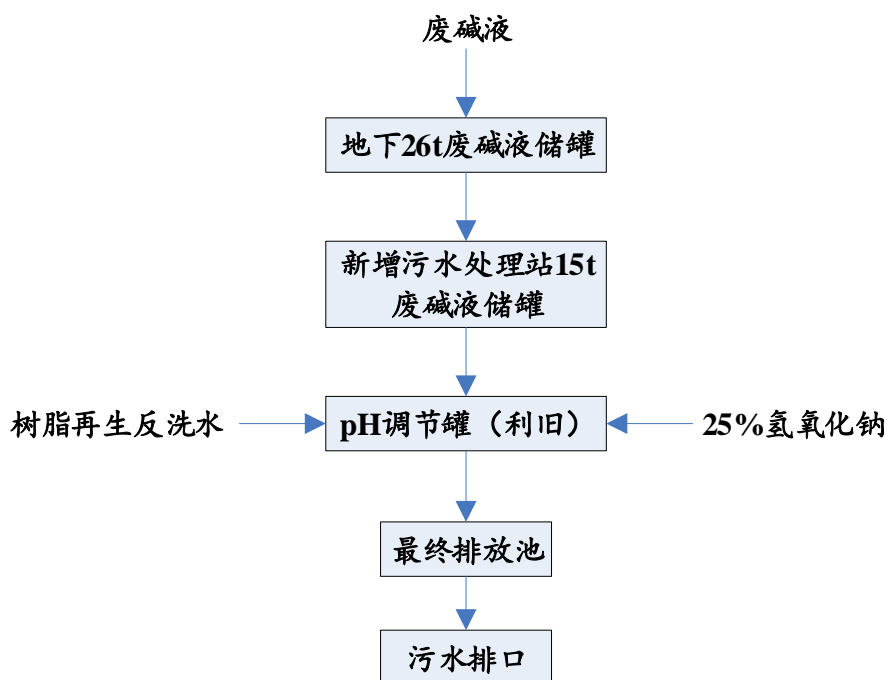 废碱液
地下26t废碱液储罐
新增污水处理站15t
废碱液储罐
树脂再生反洗水
pH调节罐（利旧）
25%氢氧化钠
最终排放池
污水排口